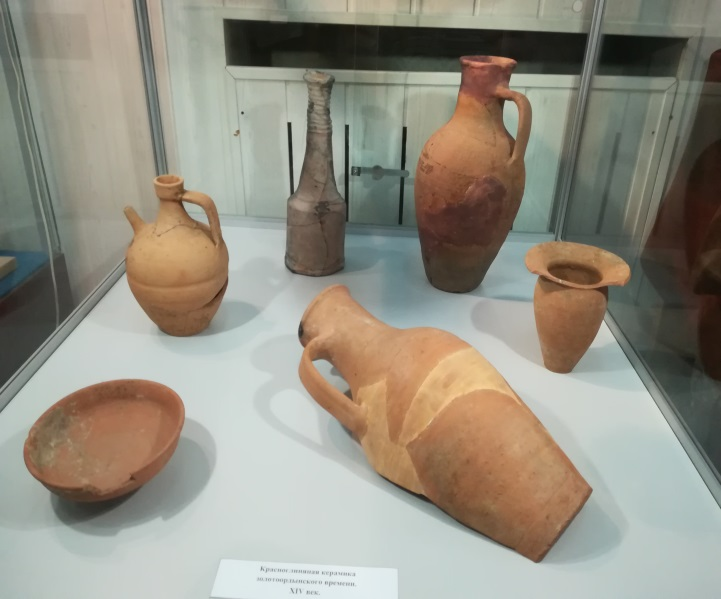 Красноглиняная керамика
золотоордынского времени.
XIV век.